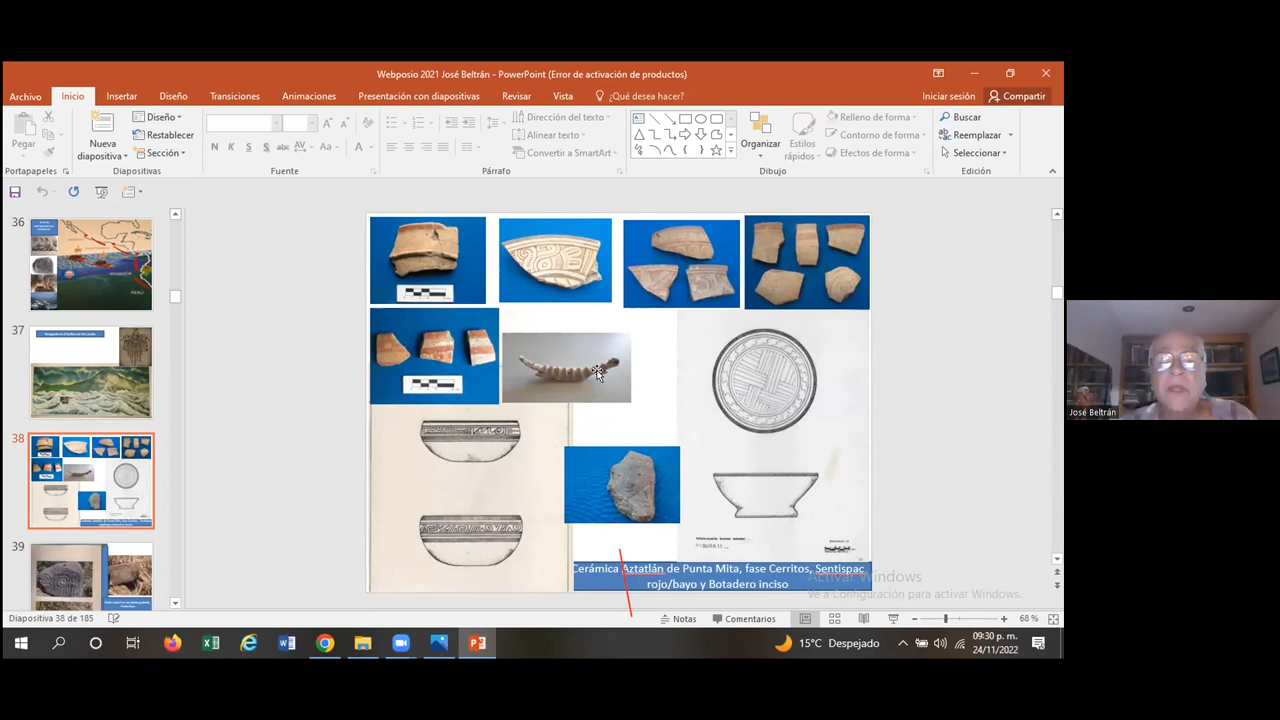 Webposio 2021 José Beltrán - PowerPoint (Error de activación de productos)
Archivo Inicio Insertar Diseño Transiciones Animaciones Presentación con diapositivas Revisar Vista ¿Qué desea hacer? Iniciar sesión Compartir
Pegar
Nueva diapositiva
Diseño
Restablecer
Sección
N K S S abc AV Aa A
Dirección del texto
Alinear texto
Convertir a SmartArt
Organizar
Estilos rápidos
Relleno de forma
Contorno de forma
Efectos de forma
Buscar
Reemplazar
Seleccionar
Portapapeles Diapositivas Fuente Párrafo Dibujo Edición
36
37
38
39
Cerámica Aztatlán de Punta Mita, fase Cerritos, Sentispac
rojo/bayo y Botadero inciso
Activar Windows
Ve a Configuración para activar Windows.
José Beltrán
Diapositiva 38 de 185 Notas Comentarios 68 %
15°C Despejado
09:30 p. m.
24/11/2022